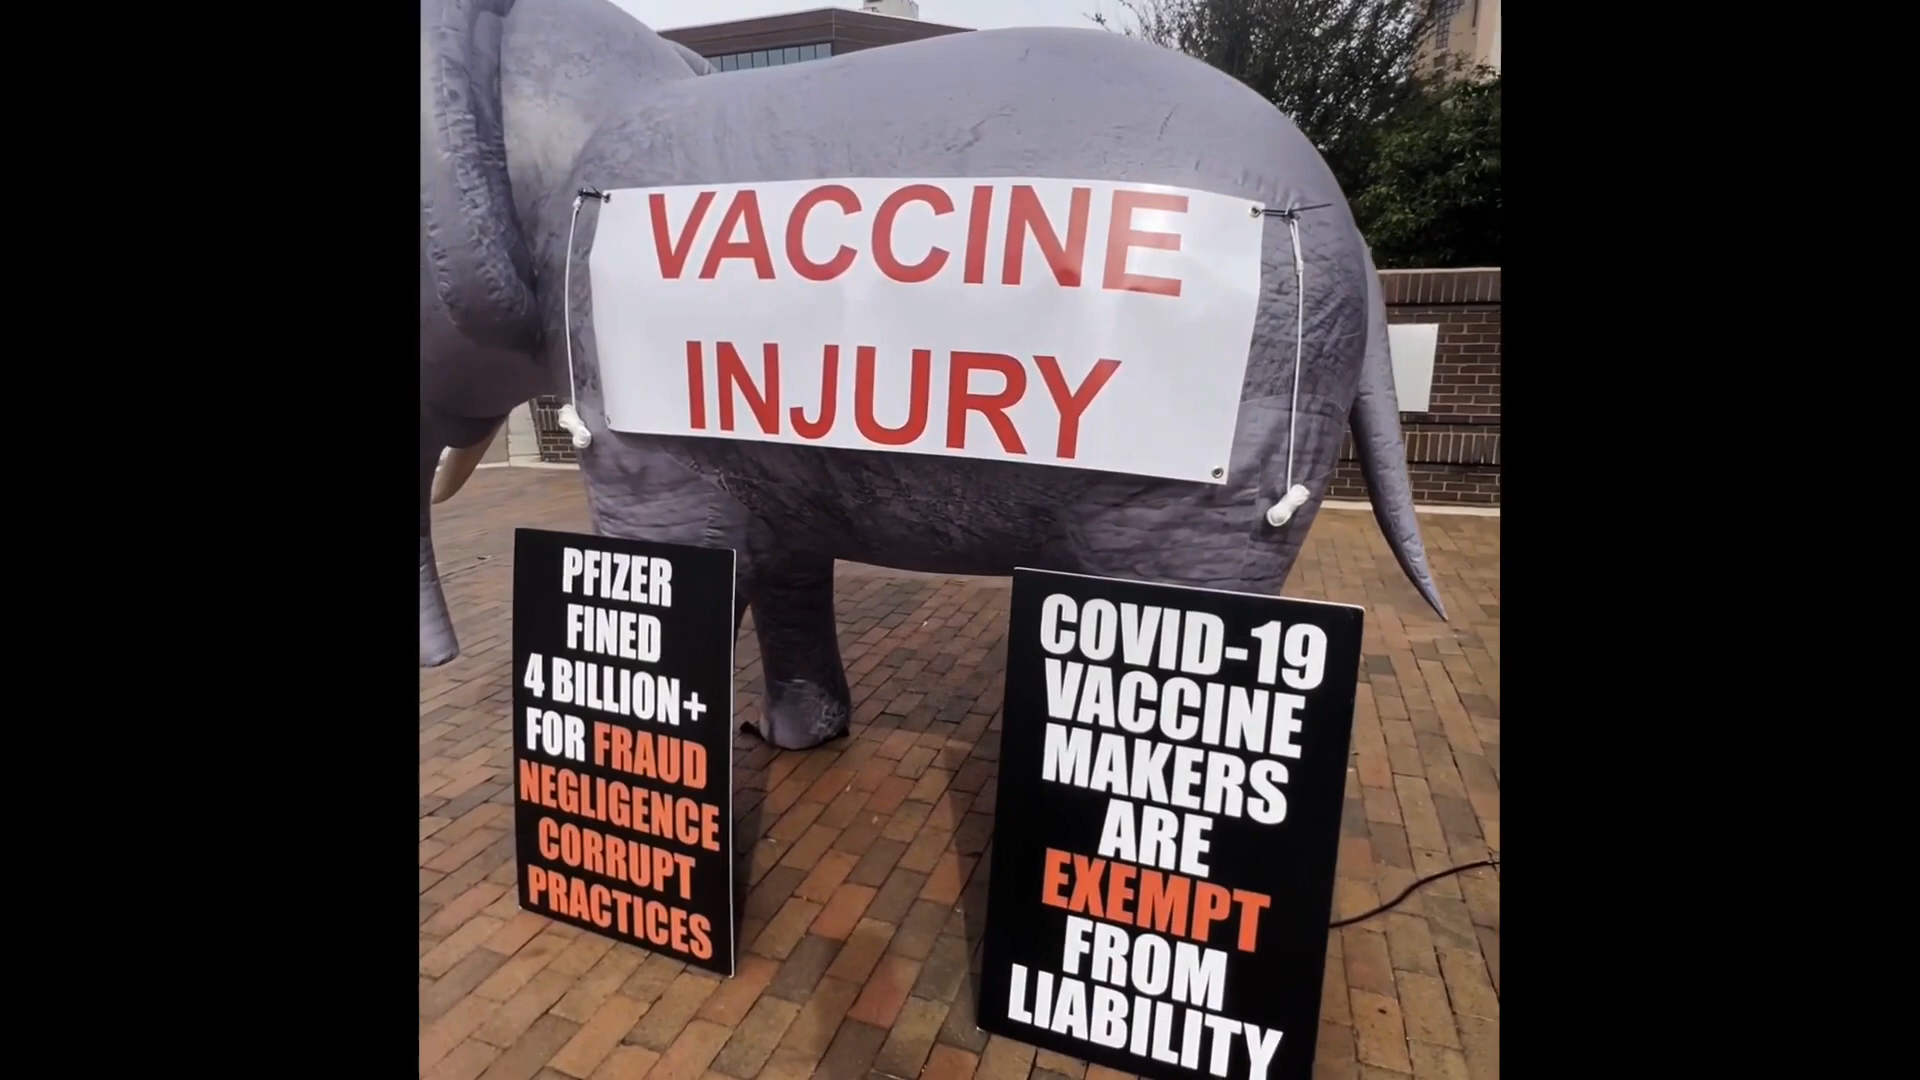 VACCINE
INJURY
PFIZER
FINED
4 BILLION+
FOR FRAUD
NEGLIGENCE
CORRUPT
PRACTICES
COVID-19
VACCINE
MAKERS
ARE
EXEMPT
FROM
LIABILITY